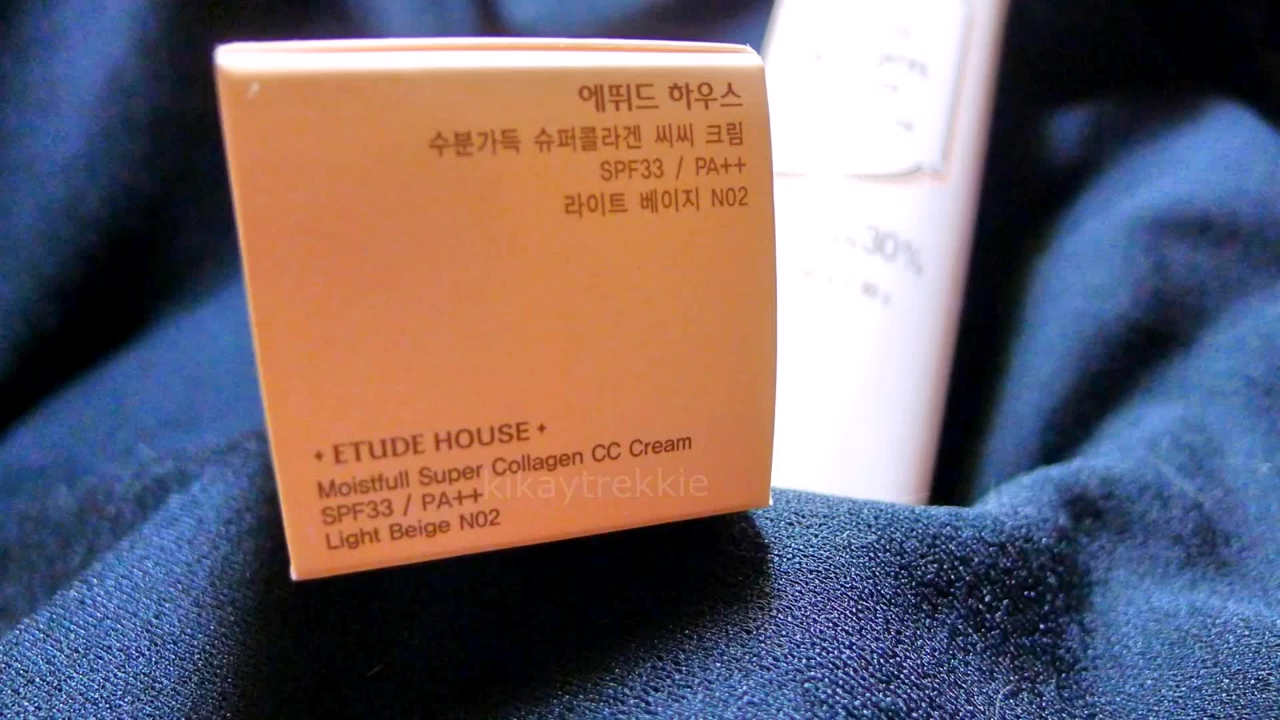 에뛰드 하우스
수분가득 슈퍼콜라겐 씨씨 크림
SPF33 / PA++
라이트 베이지 N02
ETUDE HOUSE
Moistfull Super Collagen CC Cream
SPF33 / PA++
Light Beige N02
kikaytrekkie
30%